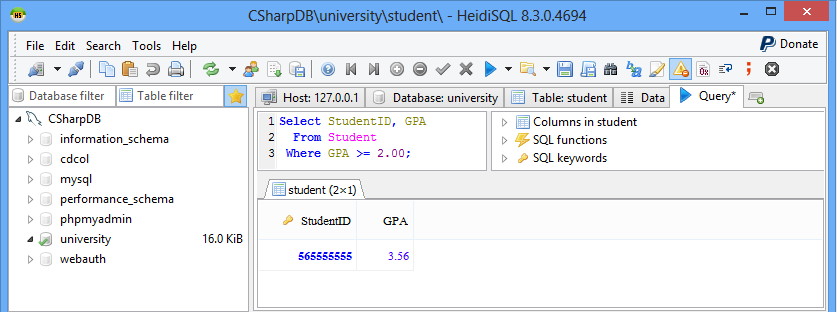 CSharpDB\university\student\ - HeidiSQL 8.3.0.4694
File Edit Search Tools Help
Donate
Database filter Table filter
Host: 127.0.0.1 Database: university Table: student Data Query*
CSharpDB
information_schema
cdcol
mysql
performance_schema
phpmyadmin
university 16.0 KiB
webauth
1 Select StudentID, GPA
2 From Student
3 Where GPA >= 2.00;
Columns in student
SQL functions
SQL keywords
student (2×1)
StudentID GPA
565555555 3.56